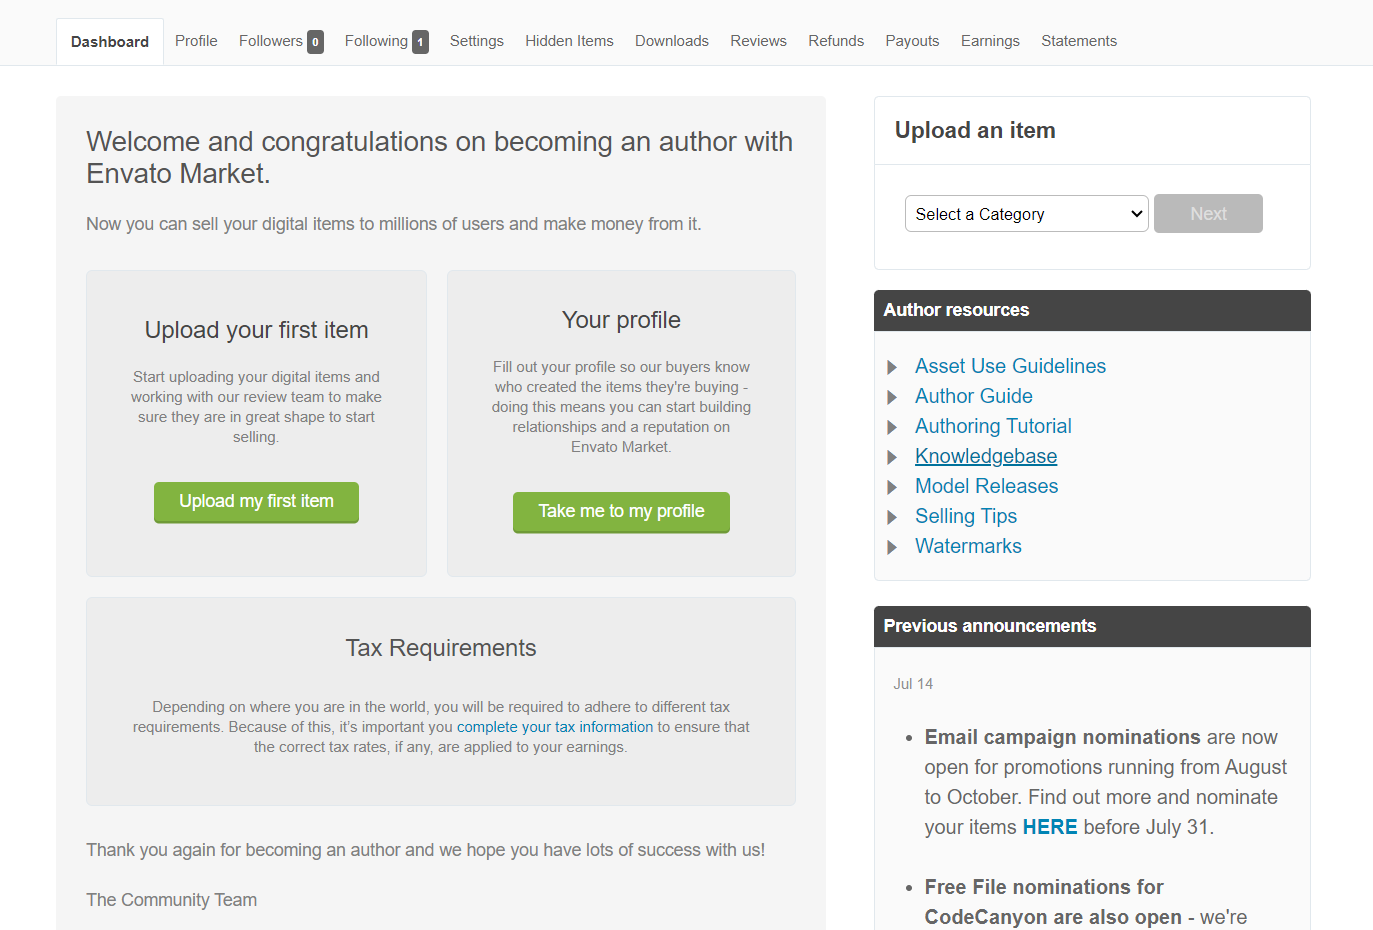 Dashboard Profile Followers 0 Following 1 Settings Hidden Items Downloads Reviews Refunds Payouts Earnings Statements
Welcome and congratulations on becoming an author with
Envato Market.
Now you can sell your digital items to millions of users and make money from it.
Upload your first item
Start uploading your digital items and
working with our review team to make
sure they are in great shape to start
selling.
Upload my first item
Your profile
Fill out your profile so our buyers know
who created the items they're buying -
doing this means you can start building
relationships and a reputation on
Envato Market.
Take me to my profile
Tax Requirements
Depending on where you are in the world, you will be required to adhere to different tax
requirements. Because of this, it's important you complete your tax information to ensure that
the correct tax rates, if any, are applied to your earnings.
Thank you again for becoming an author and we hope you have lots of success with us!
The Community Team
Upload an item
Select a Category Next
Author resources
Asset Use Guidelines
Author Guide
Authoring Tutorial
Knowledgebase
Model Releases
Selling Tips
Watermarks
Previous announcements
Jul 14
• Email campaign nominations are now
open for promotions running from August
to October. Find out more and nominate
your items HERE before July 31.
• Free File nominations for
CodeCanyon are also open - we're